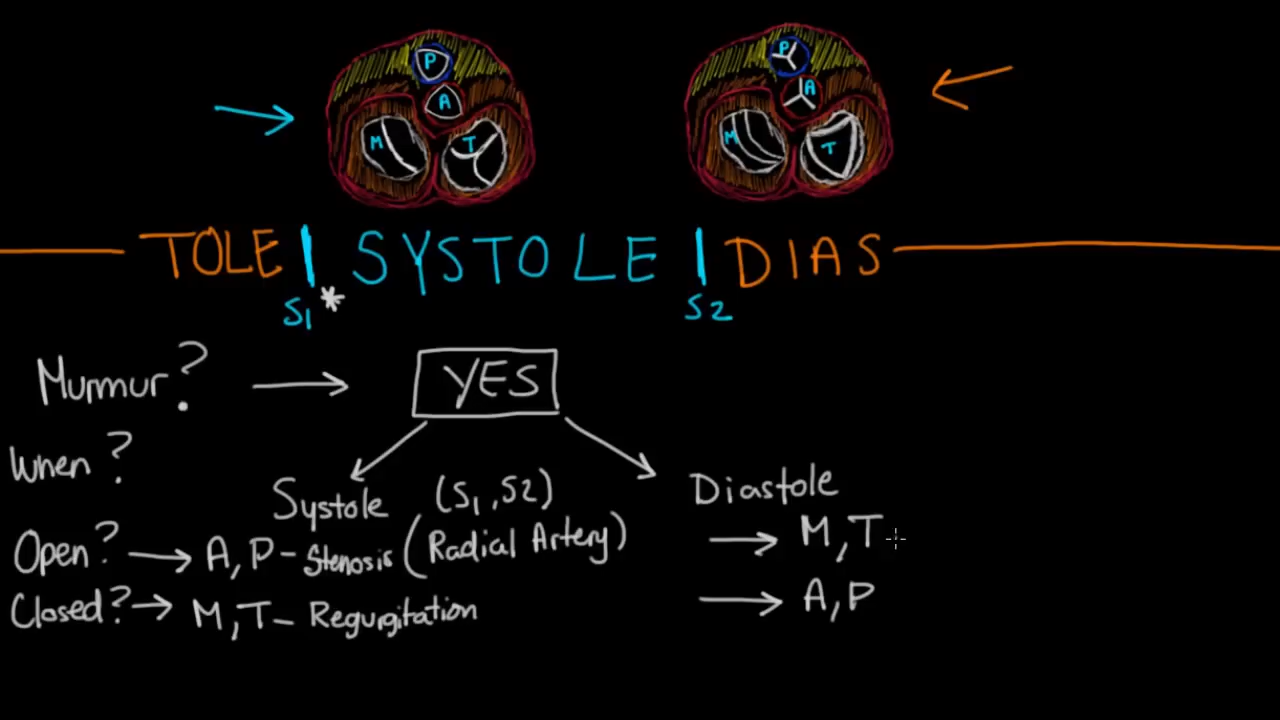 P P
A A
M T M T
TOLE | SYSTOLE | DIAS
S1 * S2
Murmur? → YES
When?
Systole (S1, S2) Diastole
Open? → A, P - Stenosis (Radial Artery) → M, T
Closed? → M, T - Regurgitation → A, P